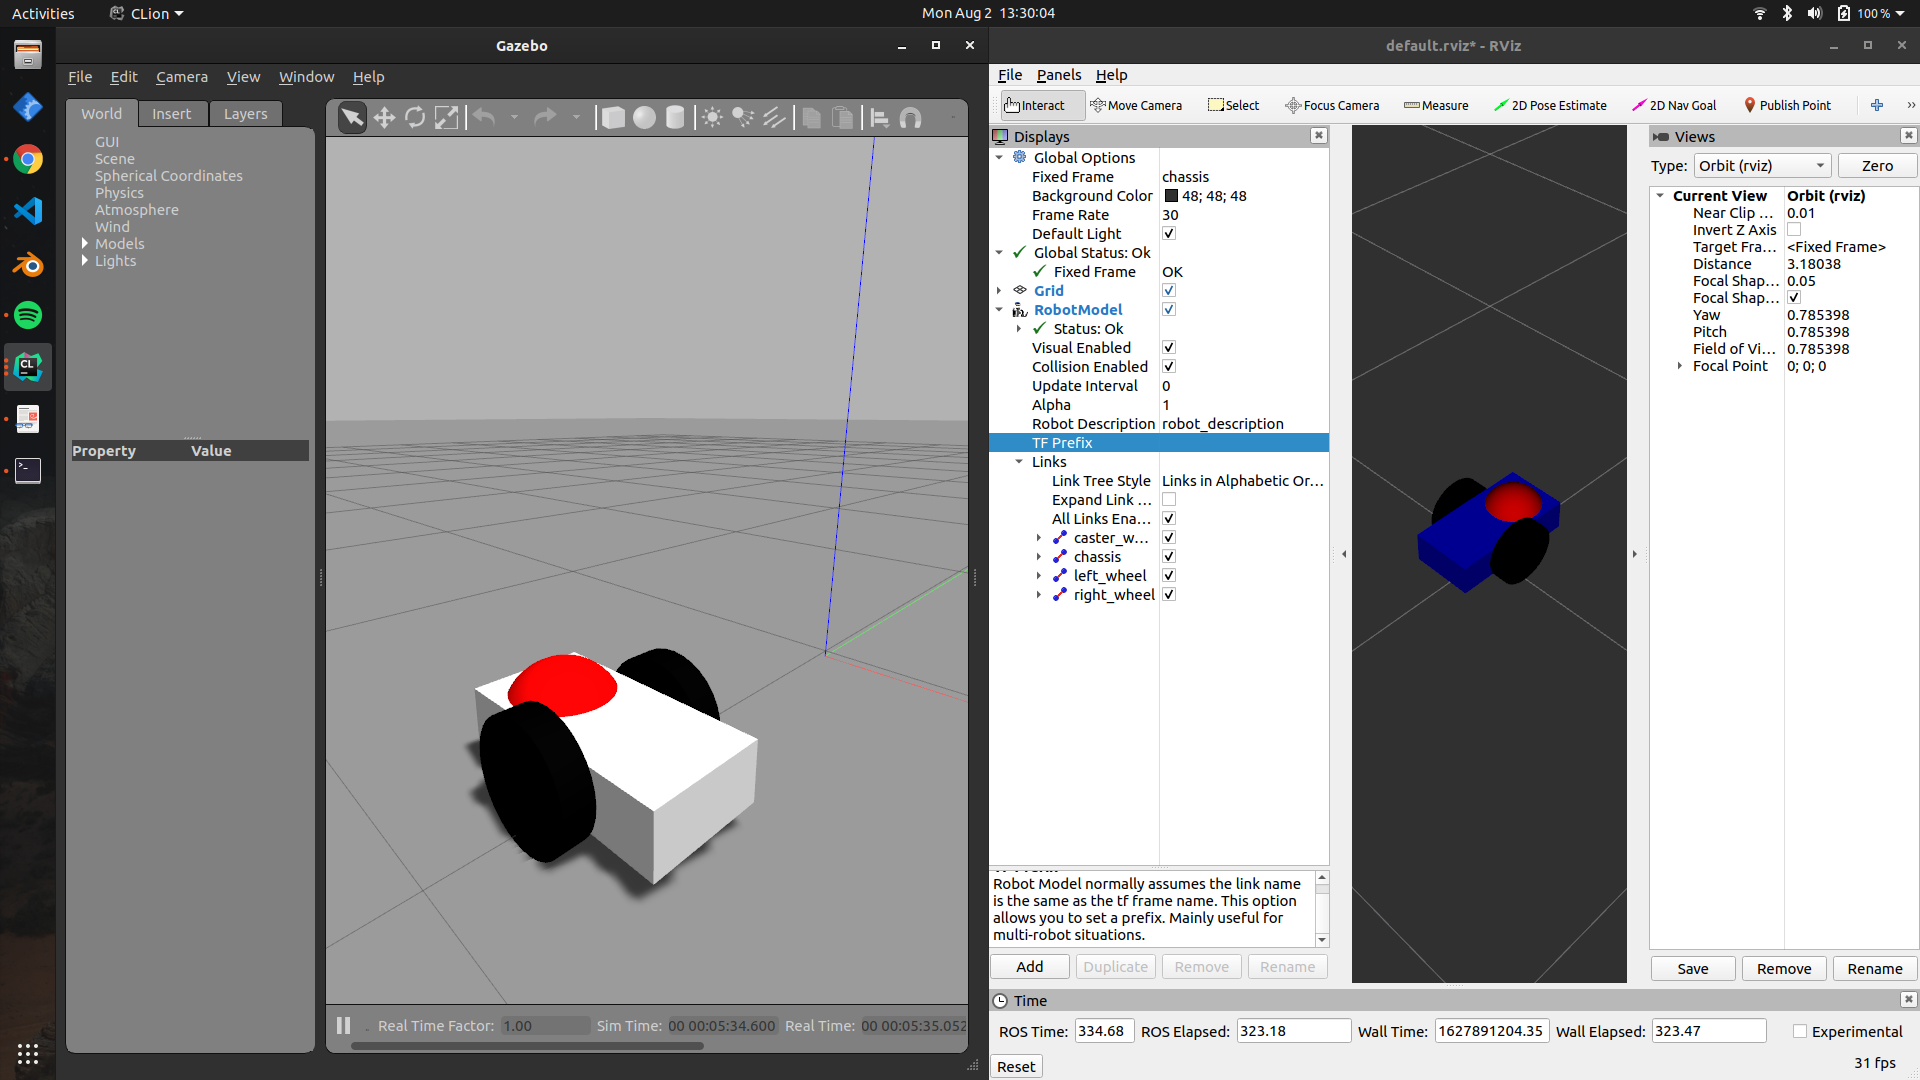 Activities
CLion
Mon Aug 2 13:30:04
100 %
Gazebo
File Edit Camera View Window Help
World Insert Layers
GUI
Scene
Spherical Coordinates
Physics
Atmosphere
Wind
Models
Lights
Property Value
Real Time Factor: 1.00 Sim Time: 00 00:05:34.600 Real Time: 00 00:05:35.052
default.rviz* - RViz
File Panels Help
Interact Move Camera Select Focus Camera Measure 2D Pose Estimate 2D Nav Goal Publish Point
Displays
Global Options
Fixed Frame chassis
Background Color 48; 48; 48
Frame Rate 30
Default Light
Global Status: Ok
Fixed Frame OK
Grid
RobotModel
Status: Ok
Visual Enabled
Collision Enabled
Update Interval 0
Alpha 1
Robot Description robot_description
TF Prefix
Links
Link Tree Style Links in Alphabetic Or...
Expand Link ...
All Links Ena...
caster_w...
chassis
left_wheel
right_wheel
Robot Model normally assumes the link name
is the same as the tf frame name. This option
allows you to set a prefix. Mainly useful for
multi-robot situations.
Add Duplicate Remove Rename
Views
Type: Orbit (rviz) Zero
Current View Orbit (rviz)
Near Clip ... 0.01
Invert Z Axis
Target Fra... <Fixed Frame>
Distance 3.18038
Focal Shap... 0.05
Focal Shap...
Yaw 0.785398
Pitch 0.785398
Field of Vi... 0.785398
Focal Point 0; 0; 0
Save Remove Rename
Time
ROS Time: 334.68 ROS Elapsed: 323.18 Wall Time: 1627891204.35 Wall Elapsed: 323.47 Experimental
Reset
31 fps